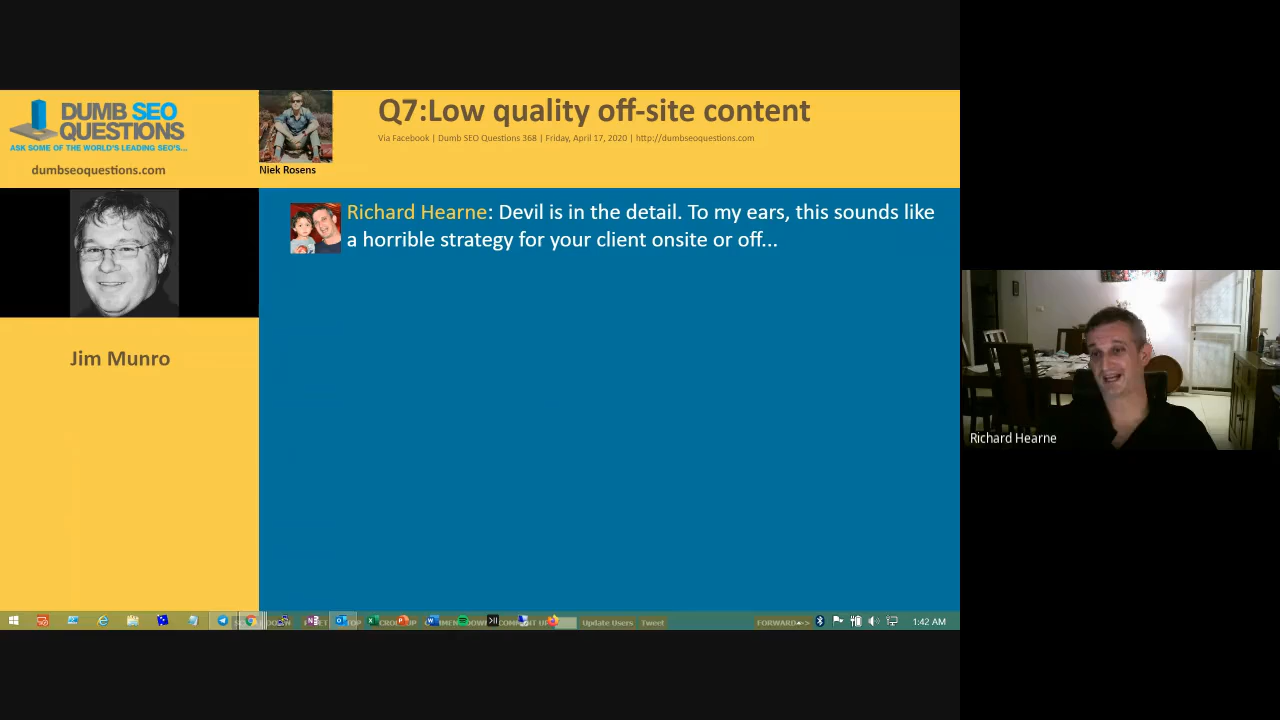 DUMB SEO
QUESTIONS
ASK SOME OF THE WORLD'S LEADING SEO'S...
dumbseoquestions.com
Niek Rosens
Q7:Low quality off-site content
Via Facebook | Dumb SEO Questions 368 | Friday, April 17, 2020 | http://dumbseoquestions.com
Richard Hearne: Devil is in the detail. To my ears, this sounds like
a horrible strategy for your client onsite or off...
Jim Munro
Richard Hearne
Update Users Tweet FORWARD
1:42 AM